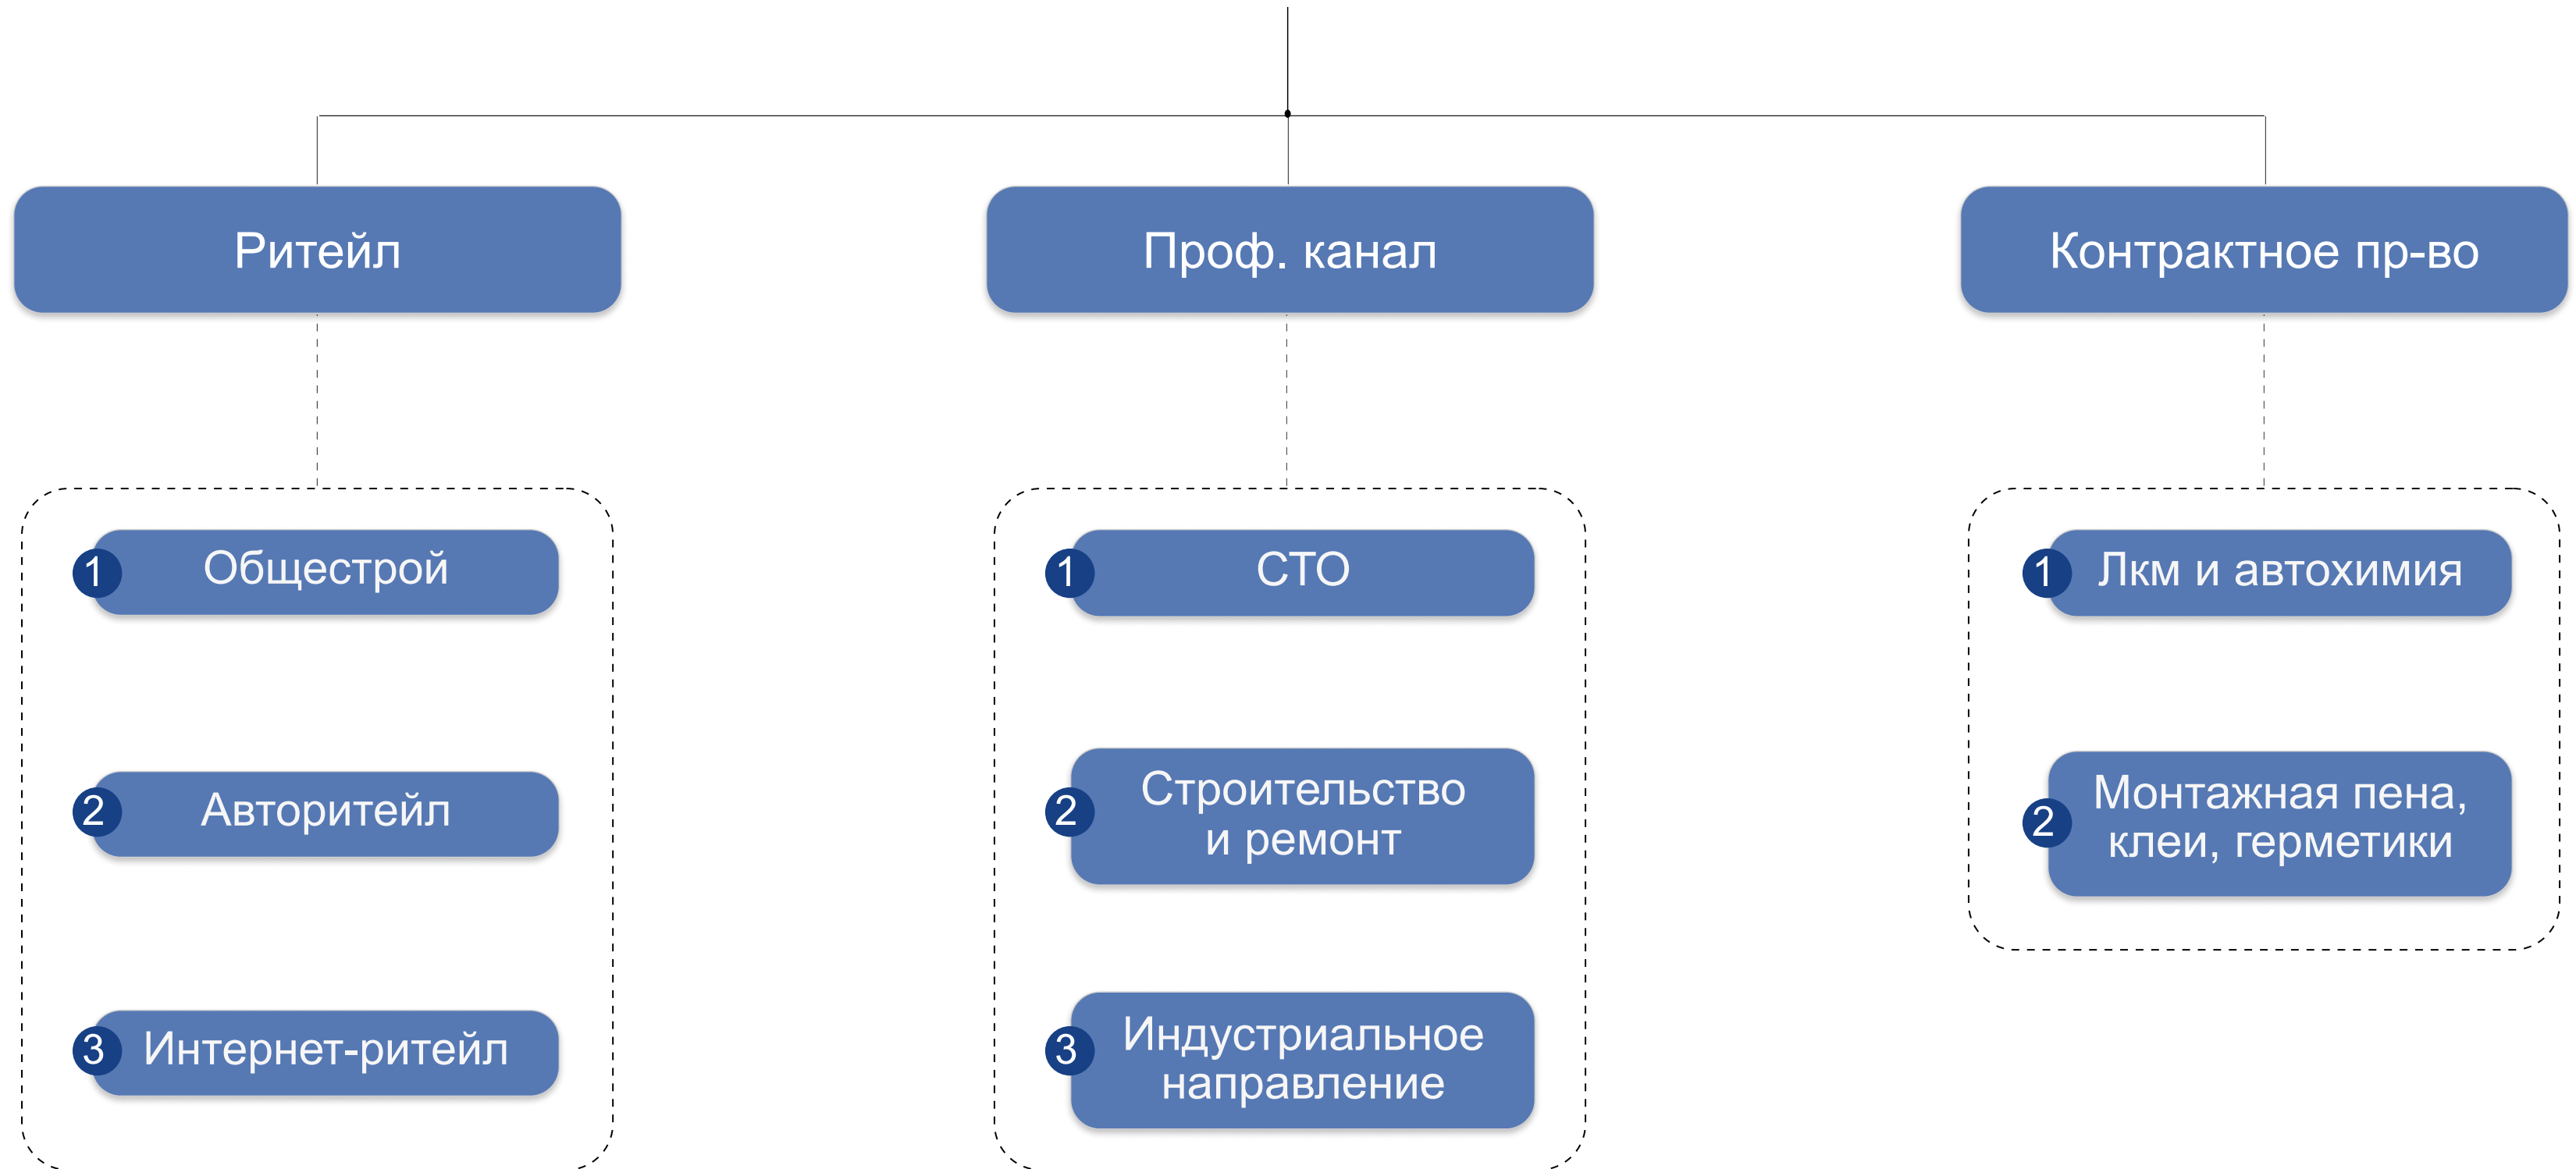 Ритейл
Проф. канал
Контрактное пр-во
1 Общестрой
2 Авторитейл
3 Интернет-ритейл
1 СТО
2 Строительство
и ремонт
3 Индустриальное
направление
1 Лкм и автохимия
2 Монтажная пена,
клеи, герметики